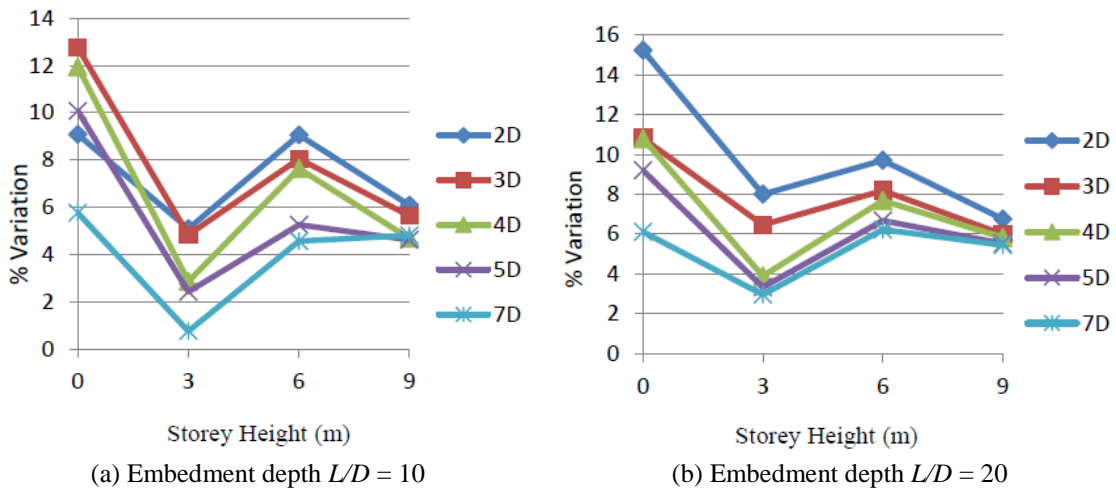 14
12
10
8
6
4
2
0
% Variation
0 3 6 9
Storey Height (m)
2D
3D
4D
5D
7D
(a) Embedment depth L/D = 10
16
14
12
10
8
6
4
2
0
% Variation
0 3 6 9
Storey Height (m)
2D
3D
4D
5D
7D
(b) Embedment depth L/D = 20